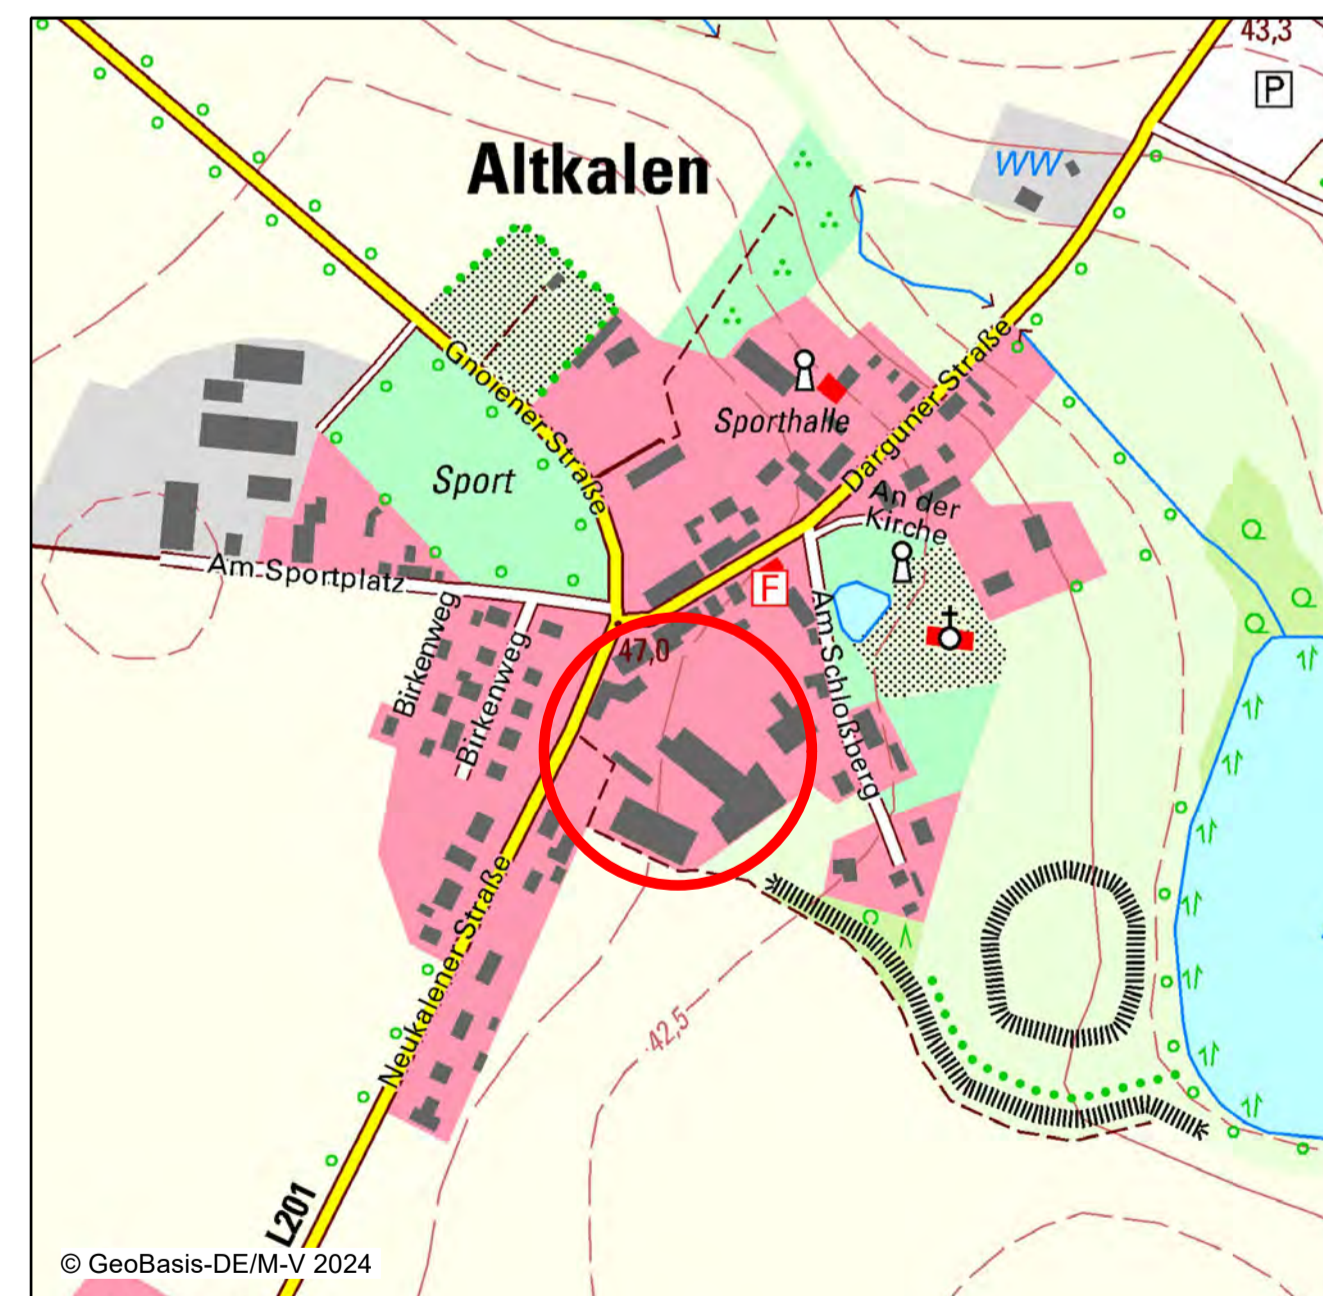 43,3
P
Altkalen
WW
Gnoiener Straße
Darguner Straße
Sporthalle
Sport
An der
Kirche
Am Sportplatz
F
Birkenweg
Birkenweg
47,0
Am Schloßberg
Neukalener Straße
42,5
L201
© GeoBasis-DE/M-V 2024